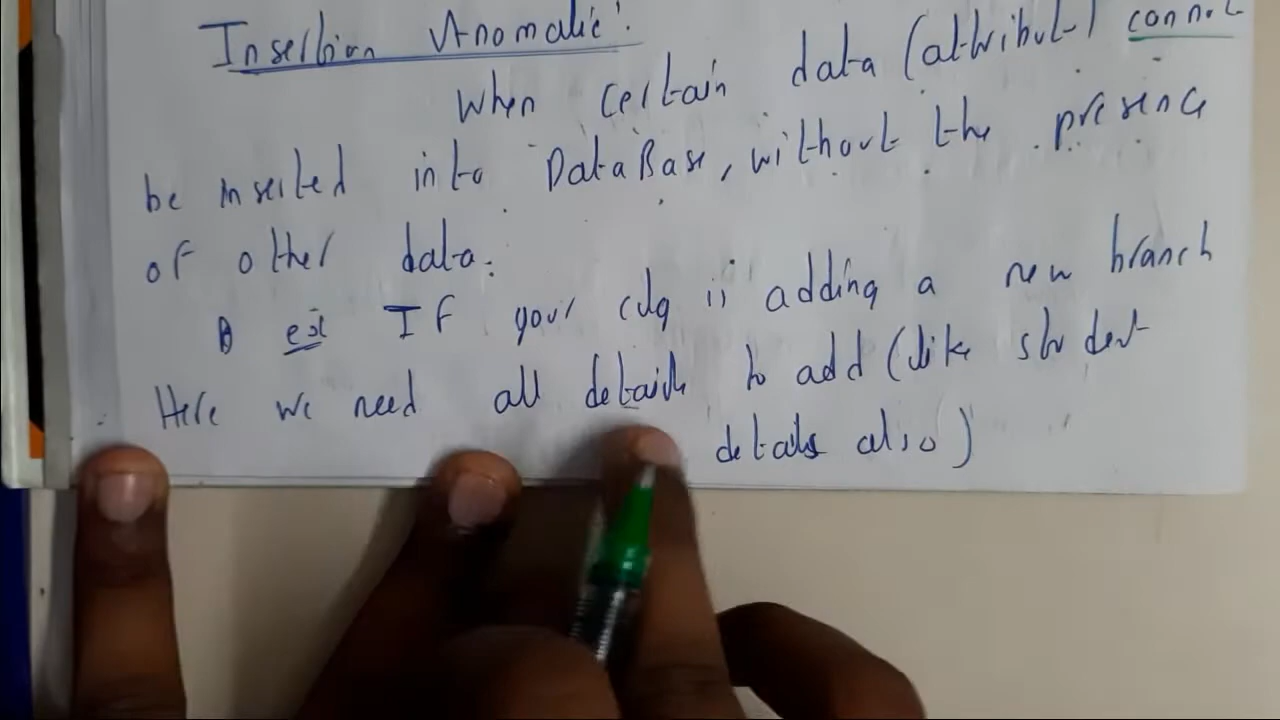 Insertion Anomalie:
When certain data (attribute) cannot
be inserted into DataBase, without the presence
of other data.
ex: If your clg is adding a new branch
Here we need all details to add (like student
details also)